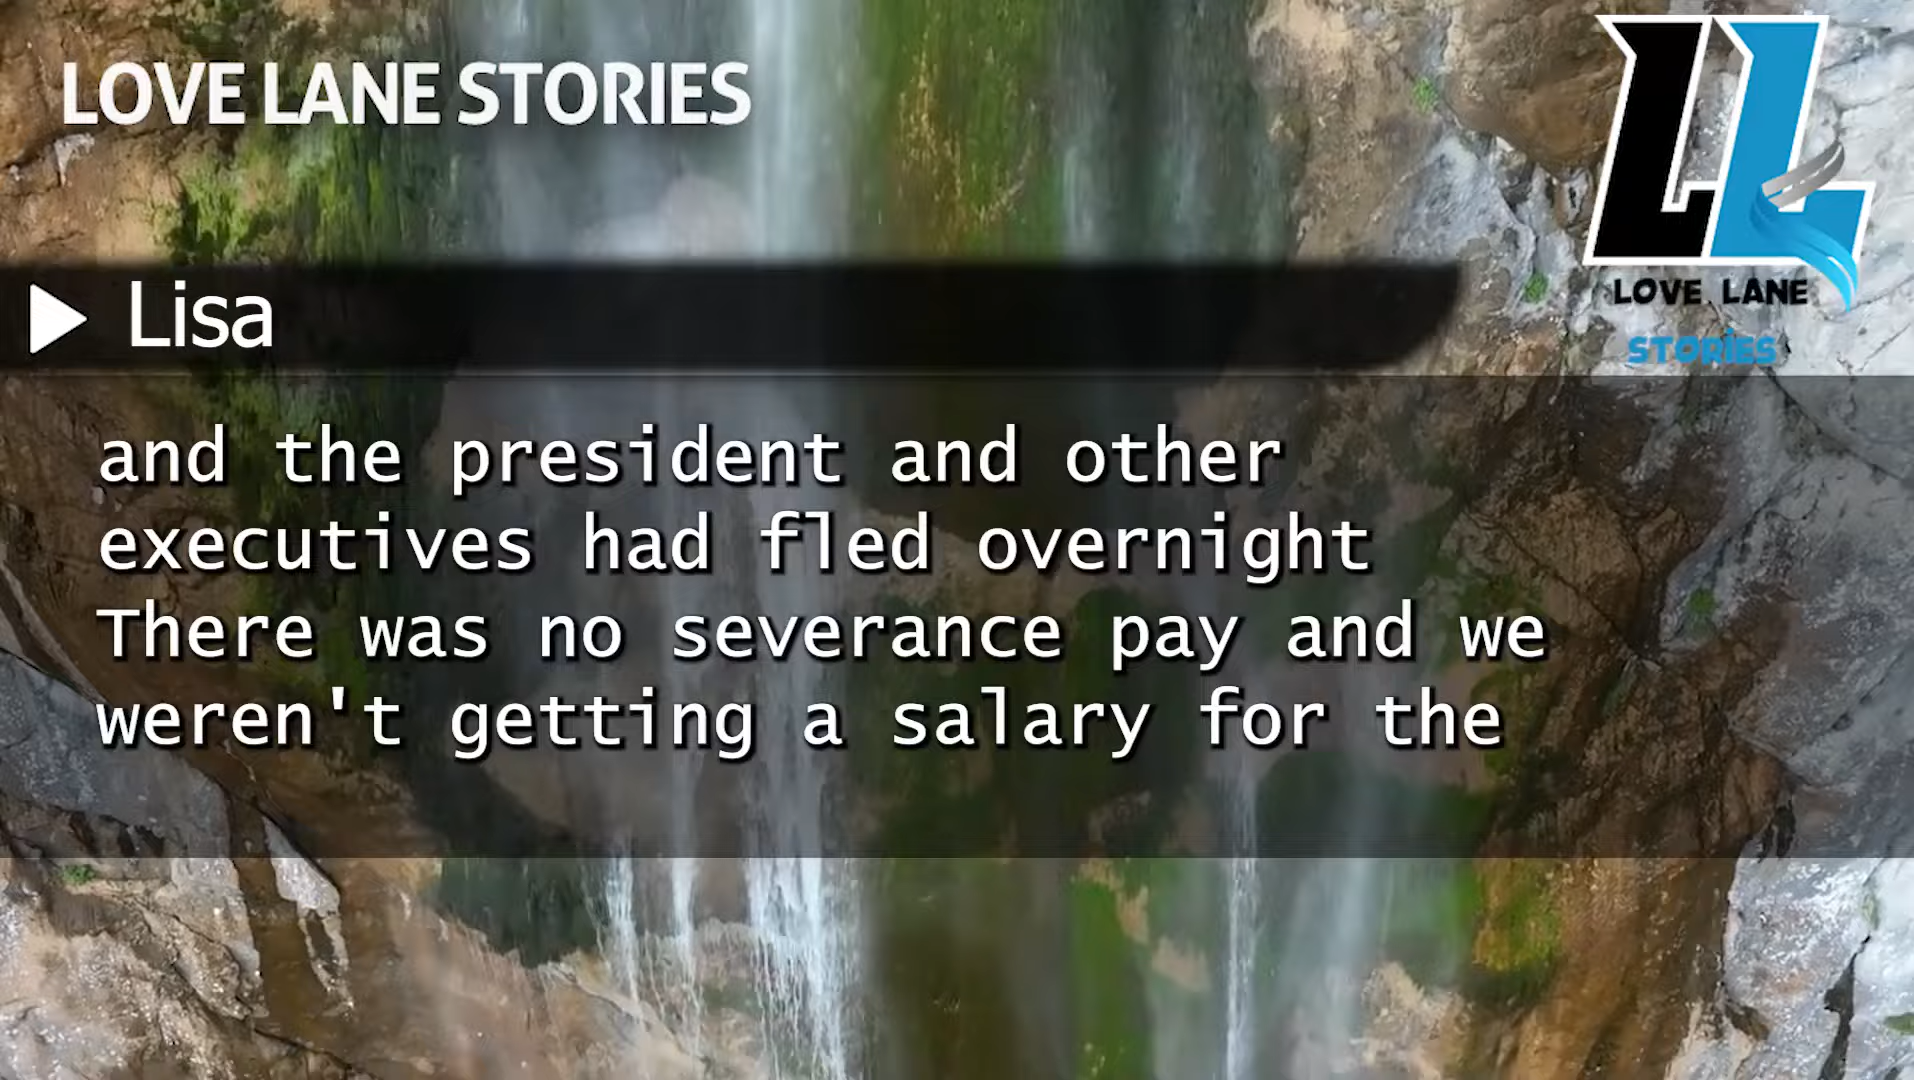 LOVE LANE STORIES
LL
LOVE LANE
STORIES
Lisa
and the president and other
executives had fled overnight
There was no severance pay and we
weren't getting a salary for the